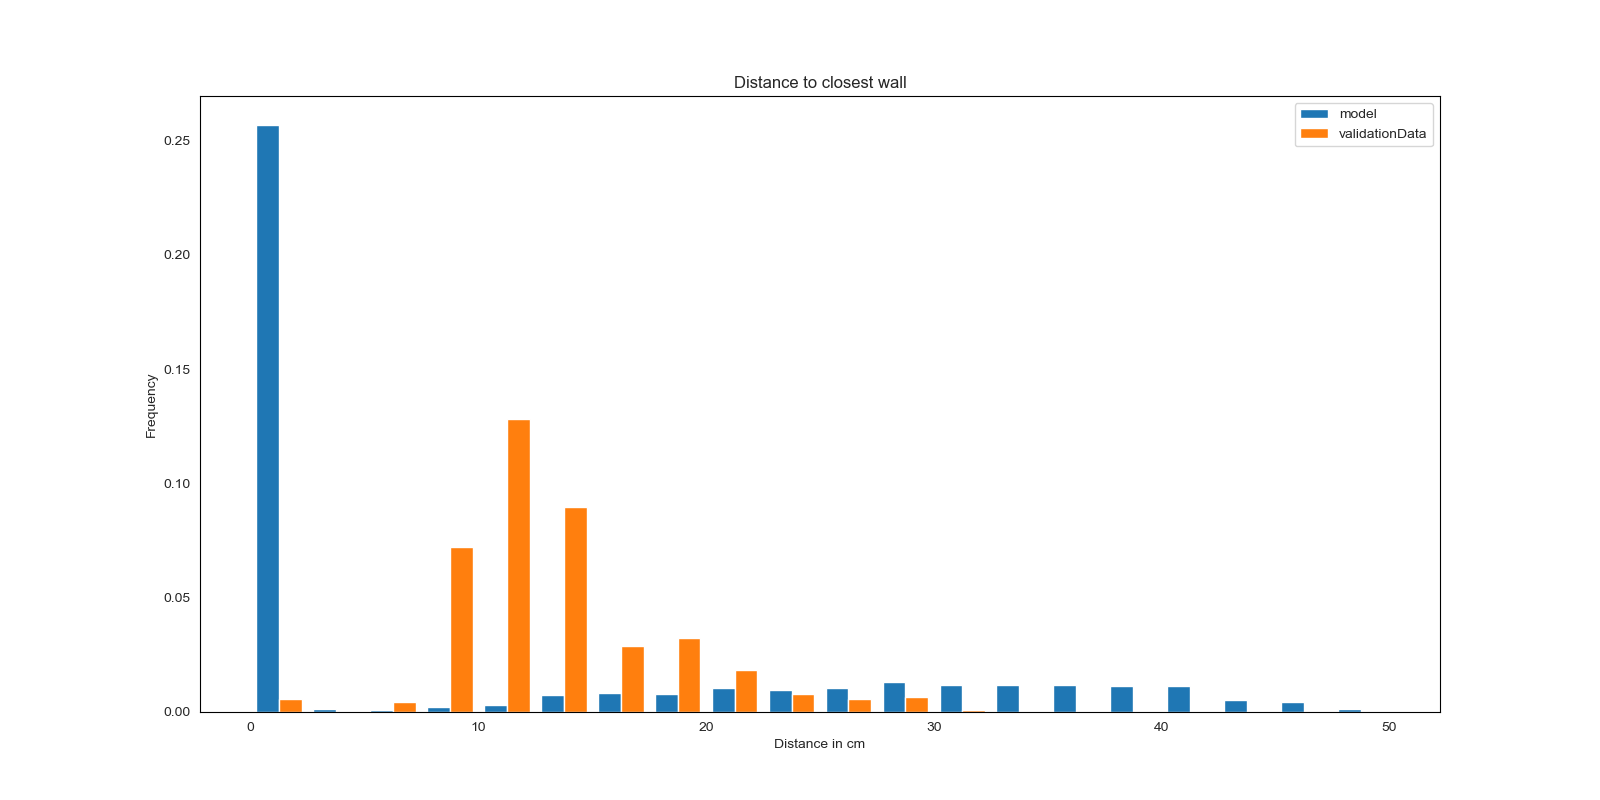 Distance to closest wall
model
validationData
Frequency
0.25
0.20
0.15
0.10
0.05
0.00
0 10 20 30 40 50
Distance in cm